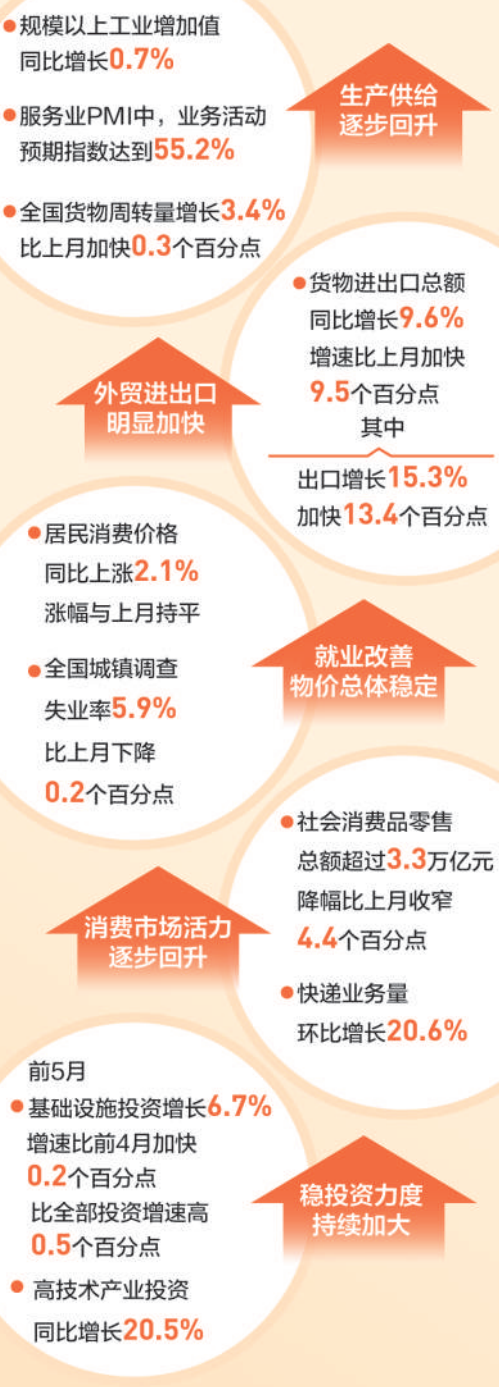 规模以上工业增加值
同比增长0.7%
服务业PMI中，业务活动
预期指数达到55.2%
全国货物周转量增长3.4%
比上月加快0.3个百分点
生产供给
逐步回升
货物进出口总额
同比增长9.6%
增速比上月加快
9.5个百分点
其中
出口增长15.3%
加快13.4个百分点
外贸进出口
明显加快
居民消费价格
同比上涨2.1%
涨幅与上月持平
全国城镇调查
失业率5.9%
比上月下降
0.2个百分点
就业改善
物价总体稳定
社会消费品零售
总额超过3.3万亿元
降幅比上月收窄
4.4个百分点
快递业务量
环比增长20.6%
消费市场活力
逐步回升
前5月
基础设施投资增长6.7%
增速比前4月加快
0.2个百分点
比全部投资增速高
0.5个百分点
高技术产业投资
同比增长20.5%
稳投资力度
持续加大